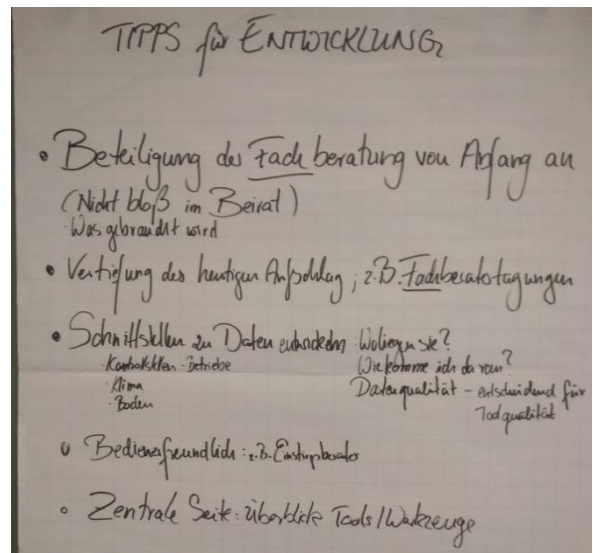 TIPPS für ENTWICKLUNG
• Beteiligung der Fachberatung von Anfang an
(Nicht bloß im Beirat)
· Was gebraucht wird
• Vertiefung des heutigen Aufschlag ; z.B. Fachberatertagungen
• Schnittstellen zu Daten entwickeln : Wo liegen sie?
· Kontrollstellen - Betriebe
Wie komme ich da ran?
· Klima
Datenqualität – entscheidend für
· Boden
Toolqualität
• Bedienerfreundlich : z.B. Einstiegsberater
• Zentrale Seite : Überblick Tools/Werkzeuge